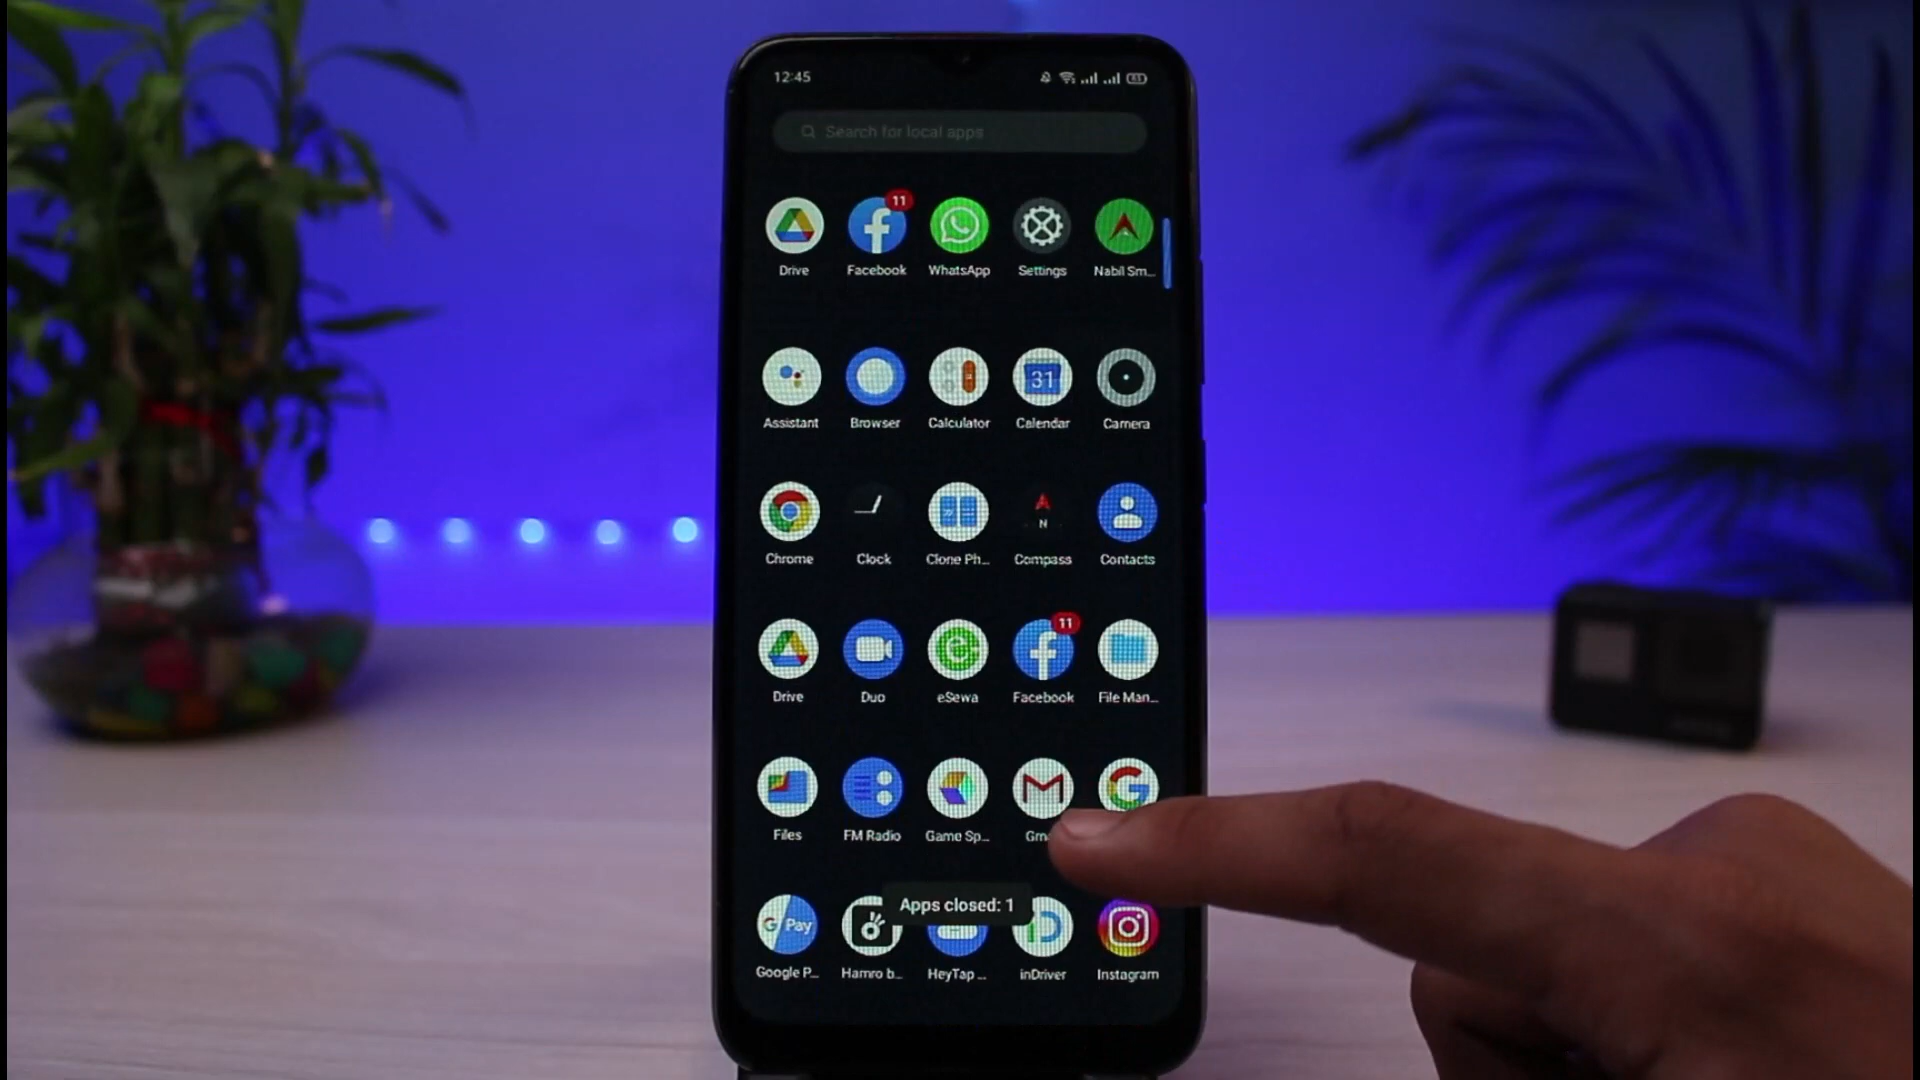 12:45
Search for local apps
11
Drive Facebook WhatsApp Settings Nabil Sm...
31
Assistant Browser Calculator Calendar Camera
N
Chrome Clock Clone Ph... Compass Contacts
11
Drive Duo eSewa Facebook File Man...
Files FM Radio Game Sp...
Apps closed: 1
G Pay
Google P... Hamro b... HeyTap ... inDriver Instagram